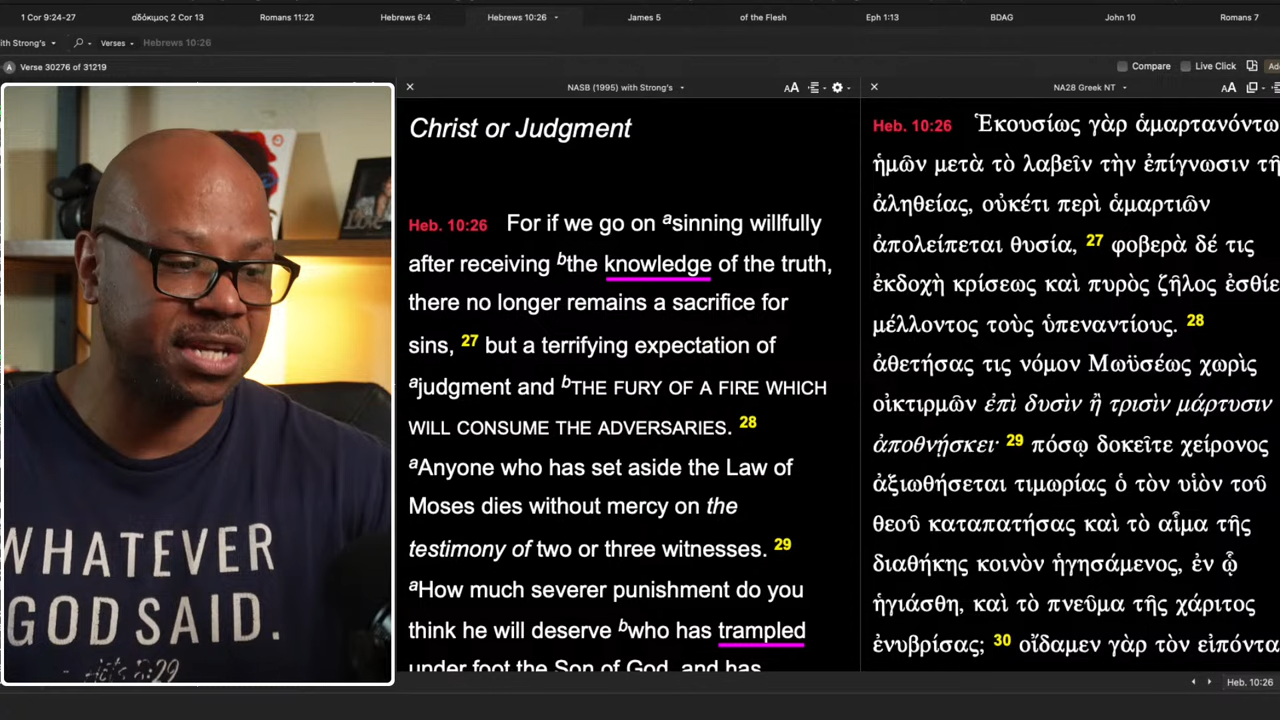 1 Cor 9:24-27
αδόκιμος 2 Cor 13
Romans 11:22
Hebrews 6:4
Hebrews 10:26
James 5
of the Flesh
Eph 1:13
BDAG
John 10
Romans 7
ith Strong's
Verses
Hebrews 10:26
A Verse 30276 of 31219
Compare
Live Click
NASB (1995) with Strong's
Christ or Judgment
Heb. 10:26 For if we go on asinning willfully
after receiving bthe knowledge of the truth,
there no longer remains a sacrifice for
sins, 27 but a terrifying expectation of
ajudgment and bTHE FURY OF A FIRE WHICH
WILL CONSUME THE ADVERSARIES. 28
aAnyone who has set aside the Law of
Moses dies without mercy on the
testimony of two or three witnesses. 29
aHow much severer punishment do you
think he will deserve bwho has trampled
under foot the Son of God, and has
NA28 Greek NT
Heb. 10:26 Ἑκουσίως γὰρ ἁμαρτανόντω
ἡμῶν μετὰ τὸ λαβεῖν τὴν ἐπίγνωσιν τῆ
ἀληθείας, οὐκέτι περὶ ἁμαρτιῶν
ἀπολείπεται θυσία, 27 φοβερὰ δέ τις
ἐκδοχὴ κρίσεως καὶ πυρὸς ζῆλος ἐσθίε
μέλλοντος τοὺς ὑπεναντίους. 28
ἀθετήσας τις νόμον Μωϋσέως χωρὶς
οἰκτιρμῶν ἐπὶ δυσὶν ἢ τρισὶν μάρτυσιν
ἀποθνῄσκει· 29 πόσῳ δοκεῖτε χείρονος
ἀξιωθήσεται τιμωρίας ὁ τὸν υἱὸν τοῦ
θεοῦ καταπατήσας καὶ τὸ αἷμα τῆς
διαθήκης κοινὸν ἡγησάμενος, ἐν ᾧ
ἡγιάσθη, καὶ τὸ πνεῦμα τῆς χάριτος
ἐνυβρίσας; 30 οἴδαμεν γὰρ τὸν εἰπόντα
Heb. 10:26
WHATEVER
GOD SAID.